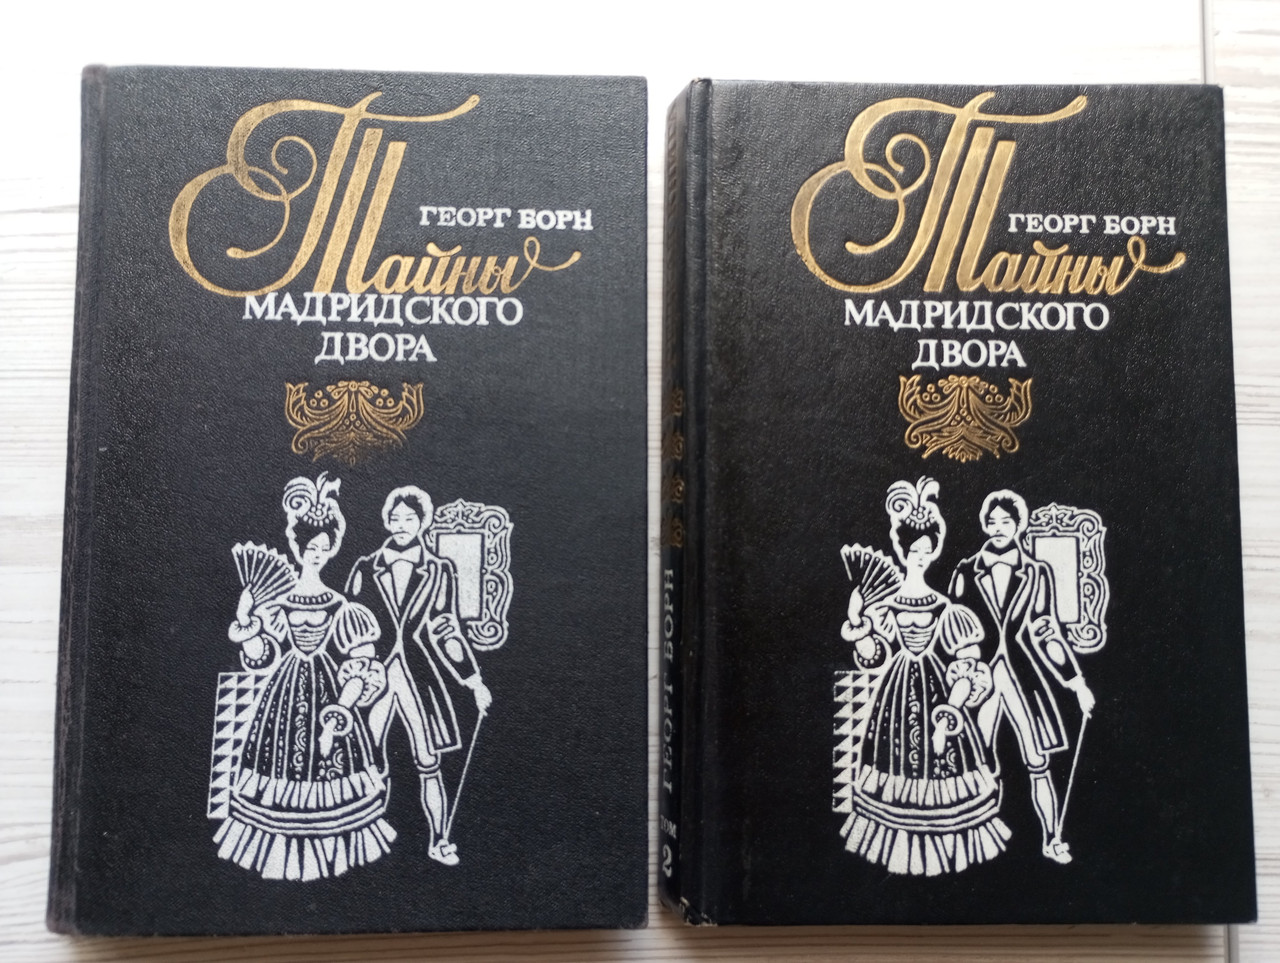 ГЕОРГ БОРН
Тайны
МАДРИДСКОГО
ДВОРА
ГЕОРГ БОРН
Тайны
МАДРИДСКОГО
ДВОРА
ГЕОРГ БОРН
ТОМ
2